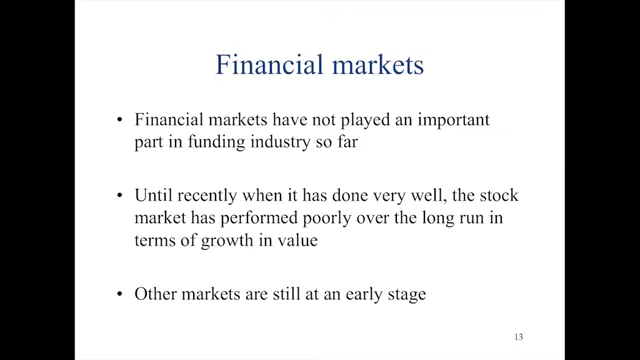 Financial markets
• Financial markets have not played an important
part in funding industry so far
• Until recently when it has done very well, the stock
market has performed poorly over the long run in
terms of growth in value
• Other markets are still at an early stage
13